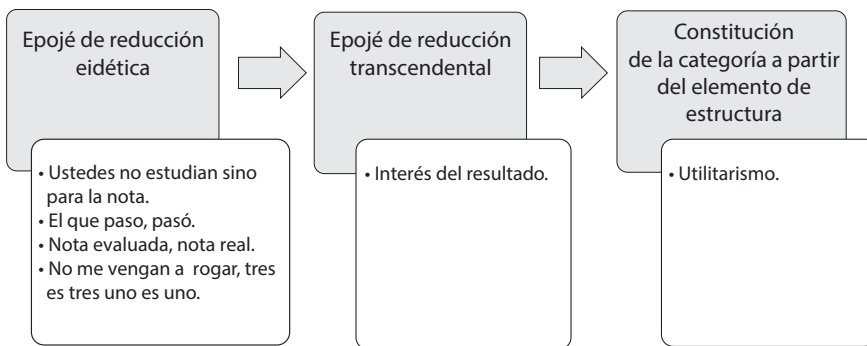 Epojé de reducción
eidética
• Ustedes no estudian sino
para la nota.
• El que paso, pasó.
• Nota evaluada, nota real.
• No me vengan a rogar, tres
es tres uno es uno.
Epojé de reducción
transcendental
• Interés del resultado.
Constitución
de la categoría a partir
del elemento de
estructura
• Utilitarismo.